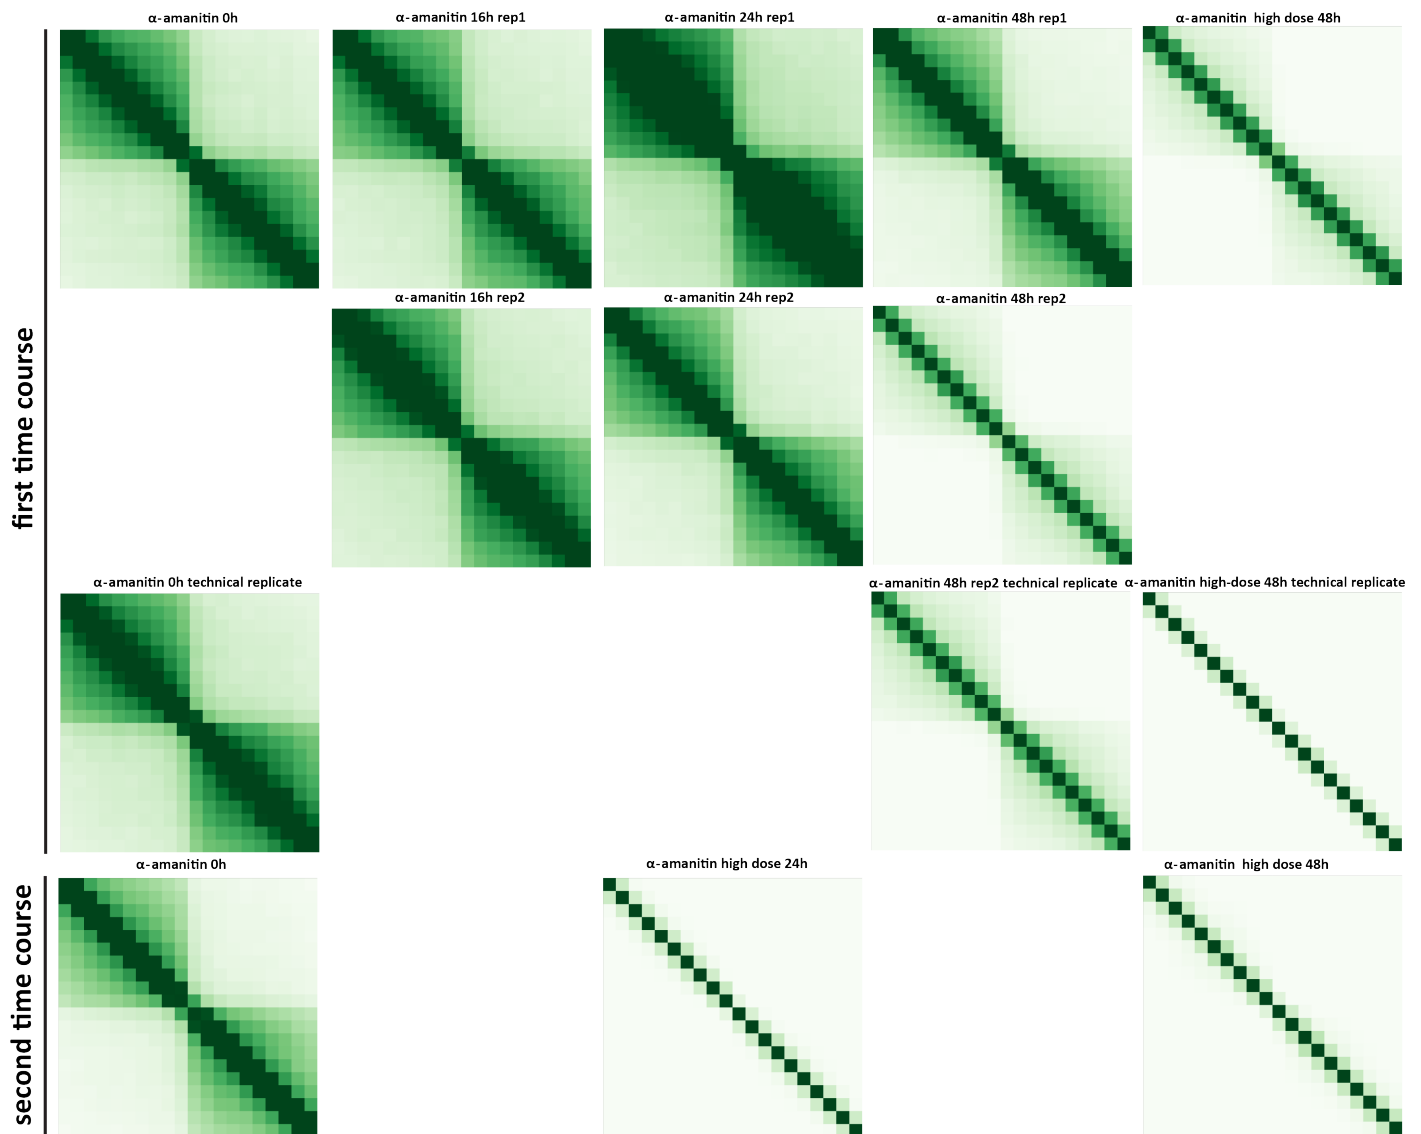 α-amanitin 0h
α-amanitin 16h rep1
α-amanitin 24h rep1
α-amanitin 48h rep1
α-amanitin high dose 48h
first time course
α-amanitin 16h rep2
α-amanitin 24h rep2
α-amanitin 48h rep2
α-amanitin 0h technical replicate
α-amanitin 48h rep2 technical replicate
α-amanitin high-dose 48h technical replicate
second time course
α-amanitin 0h
α-amanitin high dose 24h
α-amanitin high dose 48h